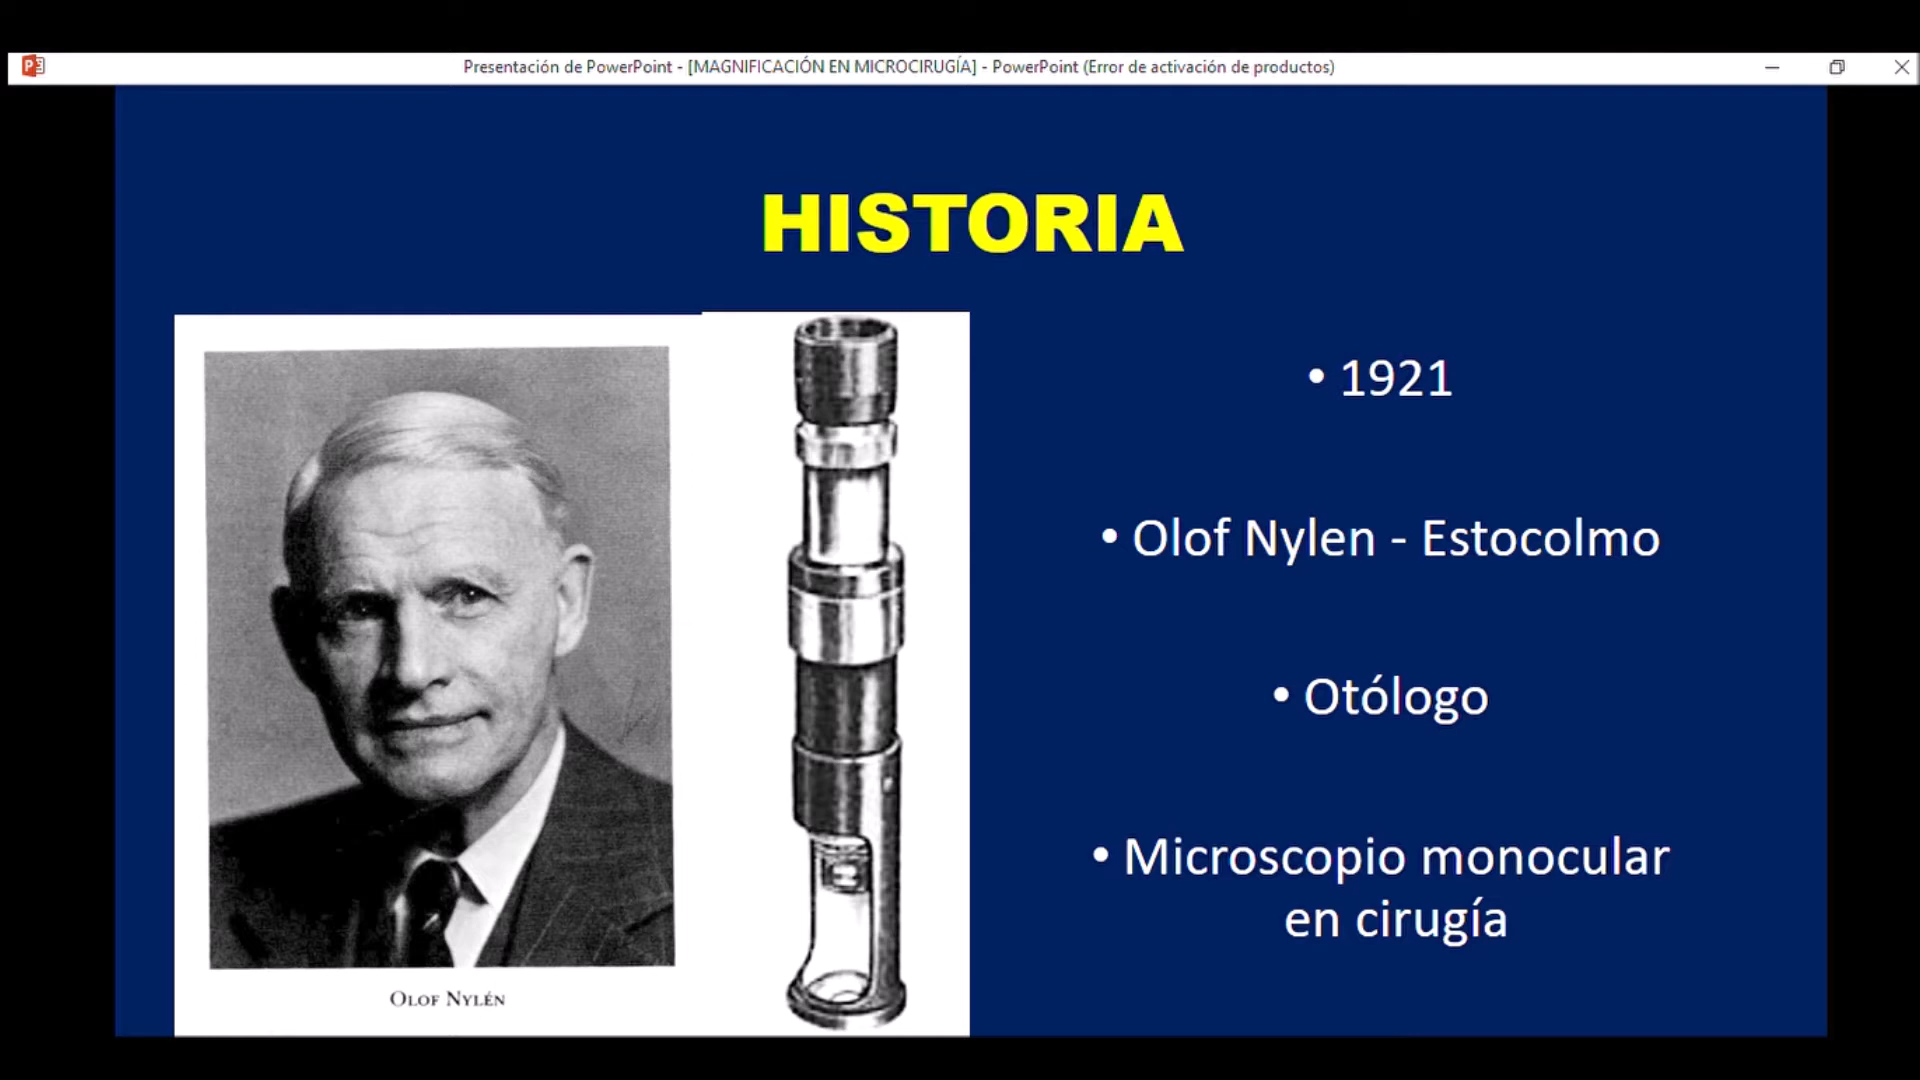 Presentación de PowerPoint - [MAGNIFICACIÓN EN MICROCIRUGÍA] - PowerPoint (Error de activación de productos)
HISTORIA
• 1921
• Olof Nylen - Estocolmo
• Otólogo
• Microscopio monocular
en cirugía
OLOF NYLÉN